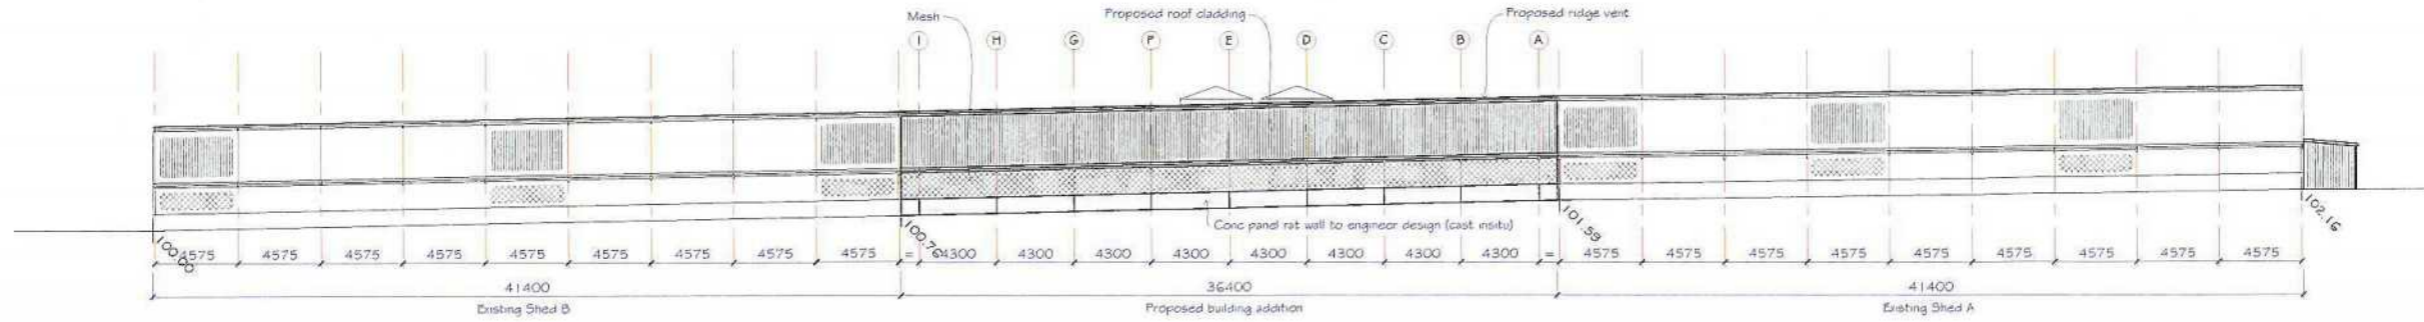 Mesh
Proposed roof cladding
Proposed ridge vent
I H G F E D C B A
Conc panel rat wall to engineer design (cast insitu)
100.00
100.76
101.59
102.16
4575 4575 4575 4575 4575 4575 4575 4575 4575 = 4300 4300 4300 4300 4300 4300 4300 4300 = 4575 4575 4575 4575 4575 4575 4575 4575 4575
41400 36400 41400
Existing Shed B Proposed building addition Existing Shed A